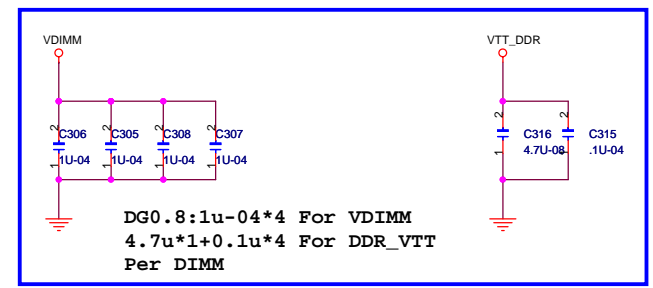 VDIMM
VTT_DDR
2 2 2 2
C306 C305 C308 C307
1U-04 1U-04 1U-04 1U-04
1 1 1 1
2 2
C316 C315
4.7U-08 .1U-04
1 1
DG0.8:1u-04*4 For VDIMM
4.7u*1+0.1u*4 For DDR_VTT
Per DIMM